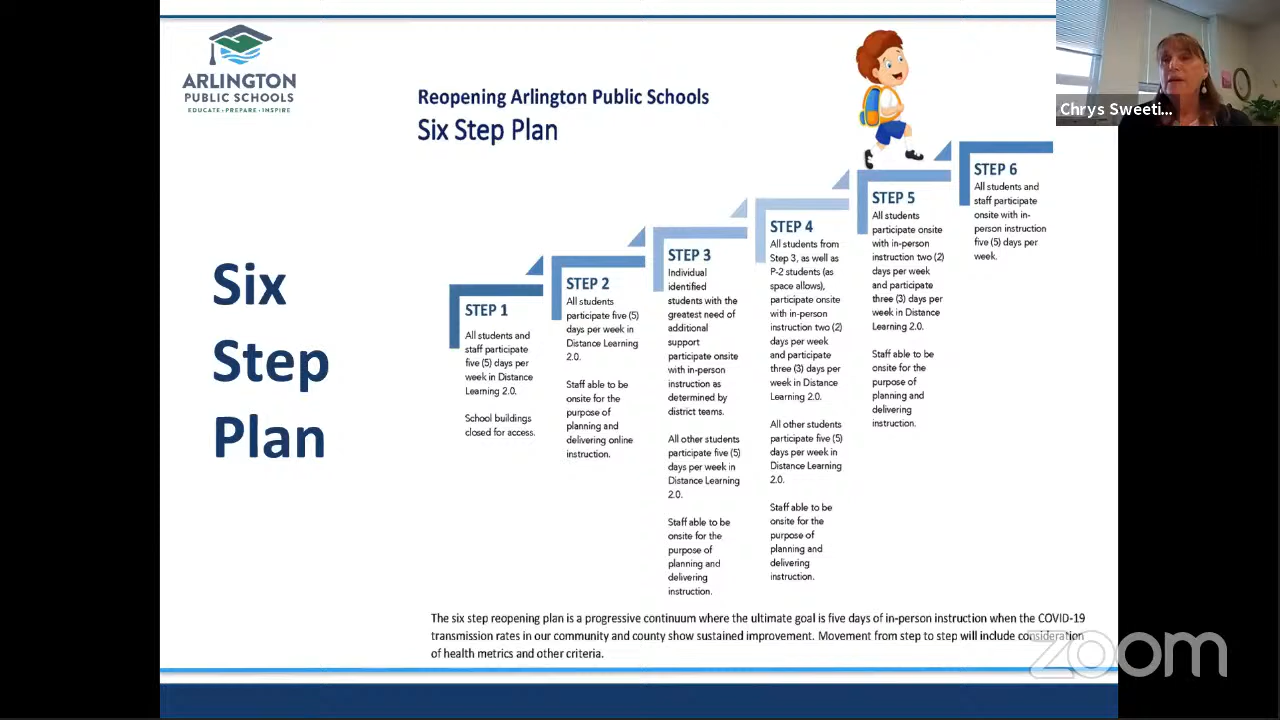 ARLINGTON
PUBLIC SCHOOLS
EDUCATE • PREPARE • INSPIRE
Reopening Arlington Public Schools
Six Step Plan
Chrys Sweeti...
Six
Step
Plan
STEP 1
All students and
staff participate
five (5) days per
week in Distance
Learning 2.0.
School buildings
closed for access.
STEP 2
All students
participate five (5)
days per week in
Distance Learning
2.0.
Staff able to be
onsite for the
purpose of
planning and
delivering online
instruction.
STEP 3
Individual
identified
students with the
greatest need of
additional
support
participate onsite
with in-person
instruction as
determined by
district teams.
All other students
participate five (5)
days per week in
Distance Learning
2.0.
Staff able to be
onsite for the
purpose of
planning and
delivering
instruction.
STEP 4
All students from
Step 3, as well as
P-2 students (as
space allows),
participate onsite
with in-person
instruction two (2)
days per week
and participate
three (3) days per
week in Distance
Learning 2.0.
All other students
participate five (5)
days per week in
Distance Learning
2.0.
Staff able to be
onsite for the
purpose of
planning and
delivering
instruction.
STEP 5
All students
participate onsite
with in-person
instruction two (2)
days per week
and participate
three (3) days per
week in Distance
Learning 2.0.
Staff able to be
onsite for the
purpose of
planning and
delivering
instruction.
STEP 6
All students and
staff participate
onsite with in-
person instruction
five (5) days per
week.
The six step reopening plan is a progressive continuum where the ultimate goal is five days of in-person instruction when the COVID-19
transmission rates in our community and county show sustained improvement. Movement from step to step will include consideration
of health metrics and other criteria.
zoom